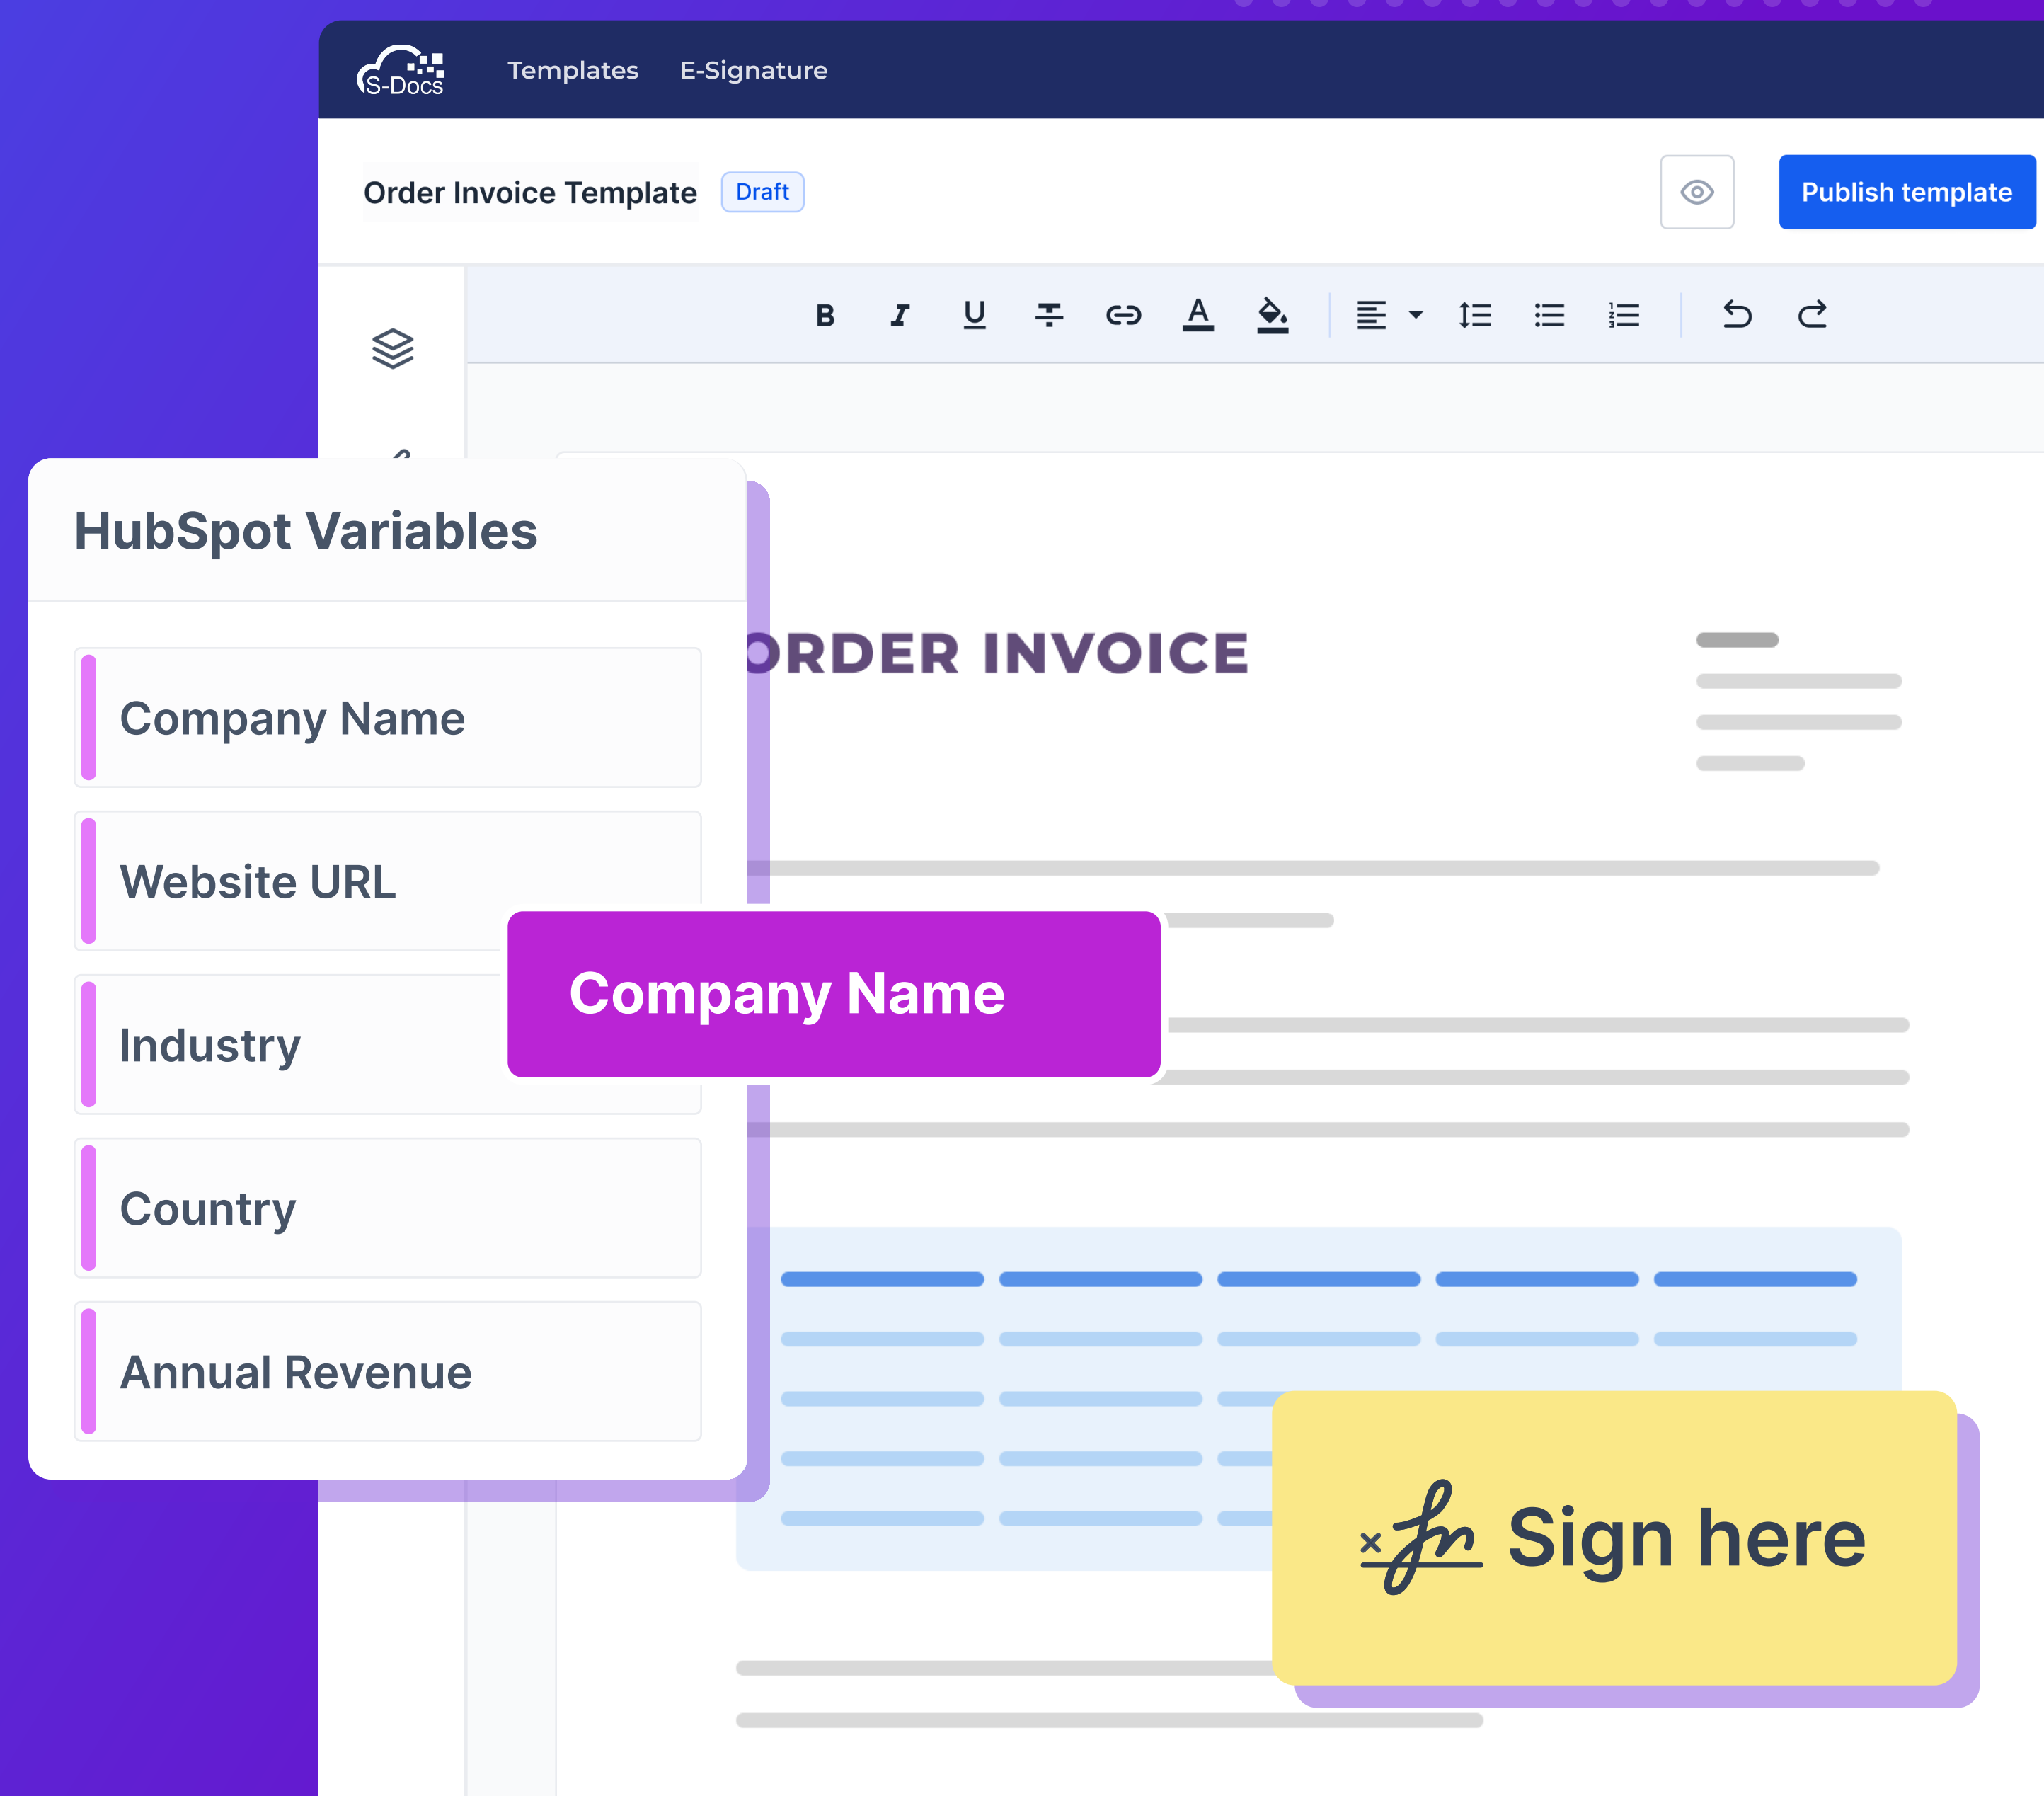 S-Docs
Templates
E-Signature
Order Invoice Template
Draft
Publish template
HubSpot Variables
Company Name
Website URL
Industry
Country
Annual Revenue
ORDER INVOICE
Company Name
Sign here